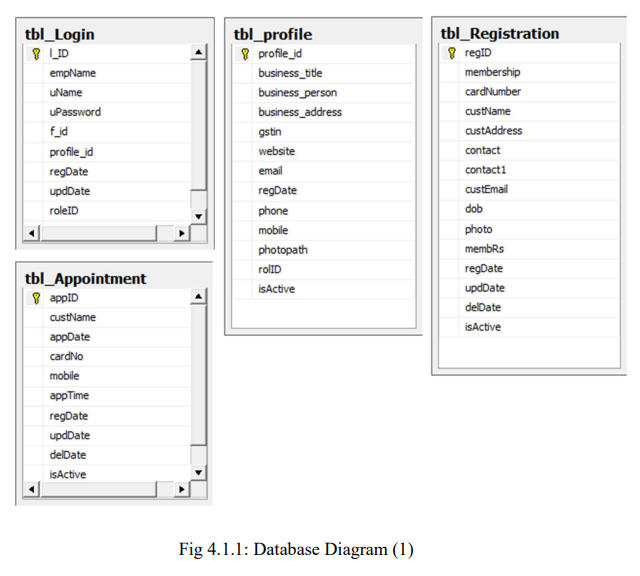 tbl_Login
l_ID
empName
uName
uPassword
f_id
profile_id
regDate
updDate
roleID
tbl_profile
profile_id
business_title
business_person
business_address
gstin
website
email
regDate
phone
mobile
photopath
rolID
isActive
tbl_Registration
regID
membership
cardNumber
custName
custAddress
contact
contact1
custEmail
dob
photo
membRs
regDate
updDate
delDate
isActive
tbl_Appointment
appID
custName
appDate
cardNo
mobile
appTime
regDate
updDate
delDate
isActive
Fig 4.1.1: Database Diagram (1)